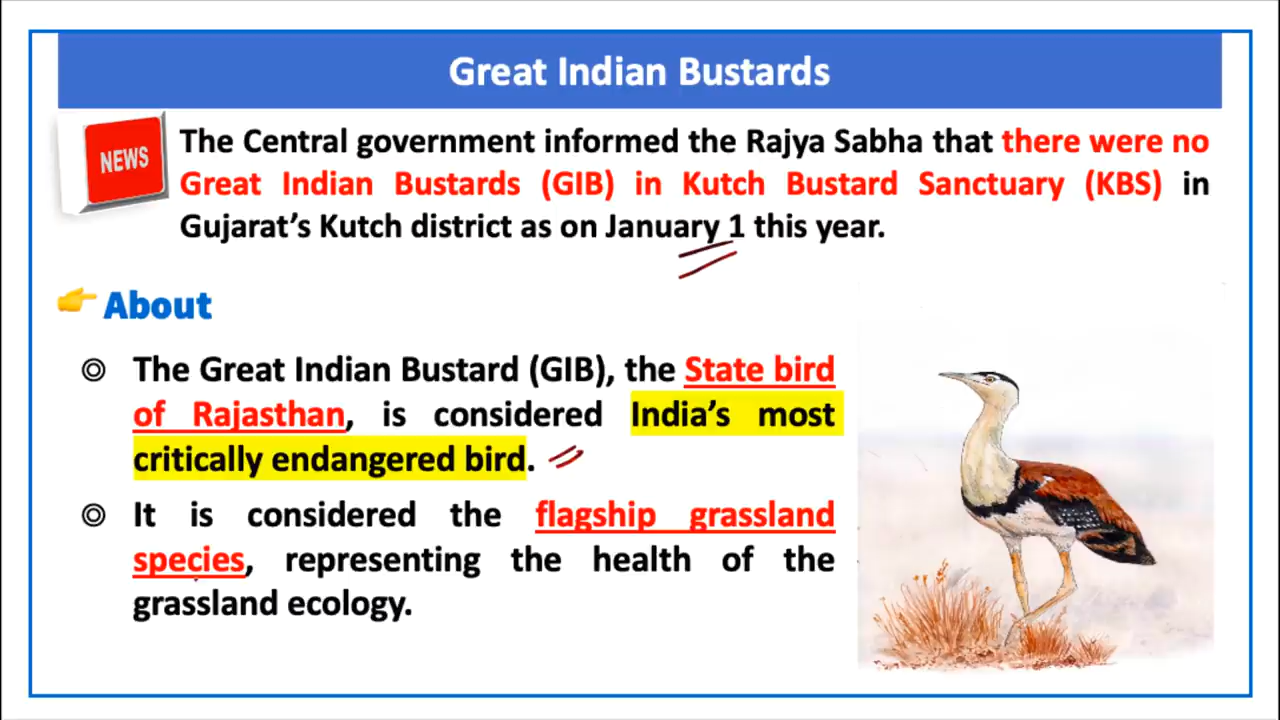 Great Indian Bustards
NEWS
The Central government informed the Rajya Sabha that there were no
Great Indian Bustards (GIB) in Kutch Bustard Sanctuary (KBS) in
Gujarat’s Kutch district as on January 1 this year.
About
The Great Indian Bustard (GIB), the State bird
of Rajasthan, is considered India’s most
critically endangered bird.
It is considered the flagship grassland
species, representing the health of the
grassland ecology.